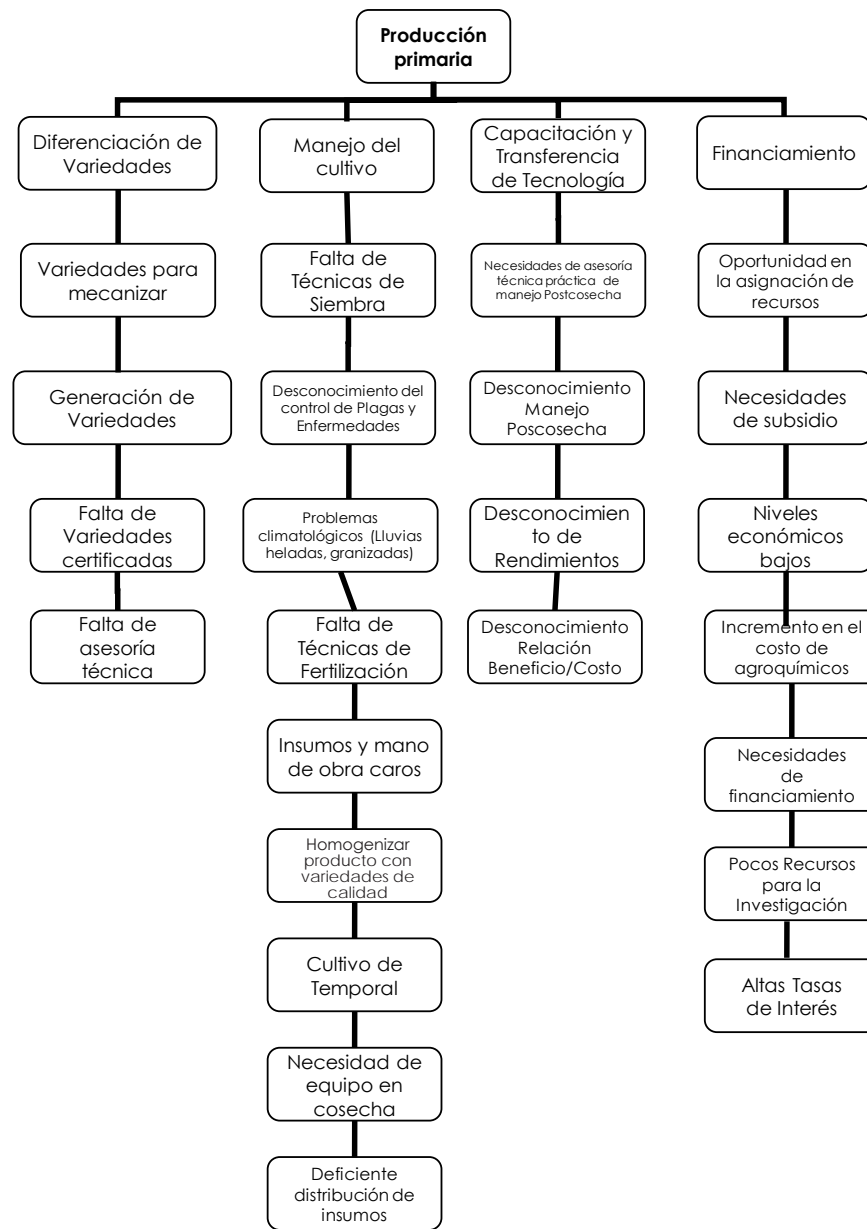 Producción
primaria
Diferenciación de
Variedades
Manejo del
cultivo
Capacitación y
Transferencia
de Tecnología
Financiamiento
Variedades para
mecanizar
Falta de
Técnicas de
Siembra
Necesidades de asesoría
técnica práctica de
manejo Postcosecha
Oportunidad en
la asignación de
recursos
Generación de
Variedades
Desconocimiento del
control de Plagas y
Enfermedades
Desconocimiento
Manejo
Poscosecha
Necesidades
de subsidio
Falta de
Variedades
certificadas
Problemas
climatológicos (Lluvias
heladas, granizadas)
Desconocimien
to de
Rendimientos
Niveles
económicos
bajos
Falta de
asesoría
técnica
Falta de
Técnicas de
Fertilización
Desconocimiento
Relación
Beneficio/Costo
Incremento en el
costo de
agroquímicos
Insumos y mano
de obra caros
Necesidades
de
financiamiento
Homogenizar
producto con
variedades de
calidad
Pocos Recursos
para la
Investigación
Cultivo de
Temporal
Altas Tasas
de Interés
Necesidad de
equipo en
cosecha
Deficiente
distribución de
insumos